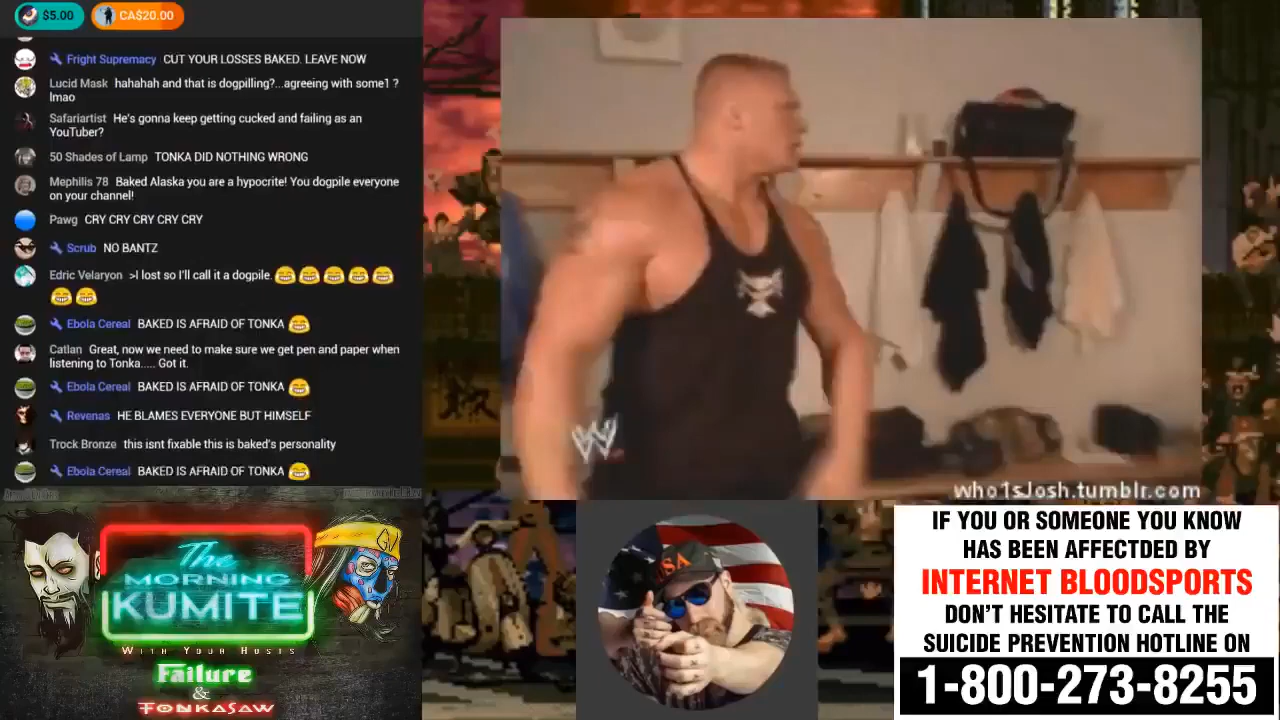 $5.00
CA$20.00
Fright Supremacy CUT YOUR LOSSES BAKED. LEAVE NOW
Lucid Mask hahahah and that is dogpilling?...agreeing with some1 ?
lmao
Safariartist He's gonna keep getting cucked and failing as an
YouTuber?
50 Shades of Lamp TONKA DID NOTHING WRONG
Mephilis 78 Baked Alaska you are a hypocrite! You dogpile everyone
on your channel!
Pawg CRY CRY CRY CRY CRY
Scrub NO BANTZ
Edric Velaryon >I lost so I'll call it a dogpile. 😂😂😂😂😂
😂😂
Ebola Cereal BAKED IS AFRAID OF TONKA 😂
Catlan Great, now we need to make sure we get pen and paper when
listening to Tonka..... Got it.
Ebola Cereal BAKED IS AFRAID OF TONKA 😂
Revenas HE BLAMES EVERYONE BUT HIMSELF
Trock Bronze this isnt fixable this is baked's personality
Ebola Cereal BAKED IS AFRAID OF TONKA 😂
W
who1sJosh.tumblr.com
The
MORNING
KUMITE
WITH YOUR HOSTS
Failure
&
TONKASAW
USA
IF YOU OR SOMEONE YOU KNOW
HAS BEEN AFFECTDED BY
INTERNET BLOODSPORTS
DON'T HESITATE TO CALL THE
SUICIDE PREVENTION HOTLINE ON
1-800-273-8255